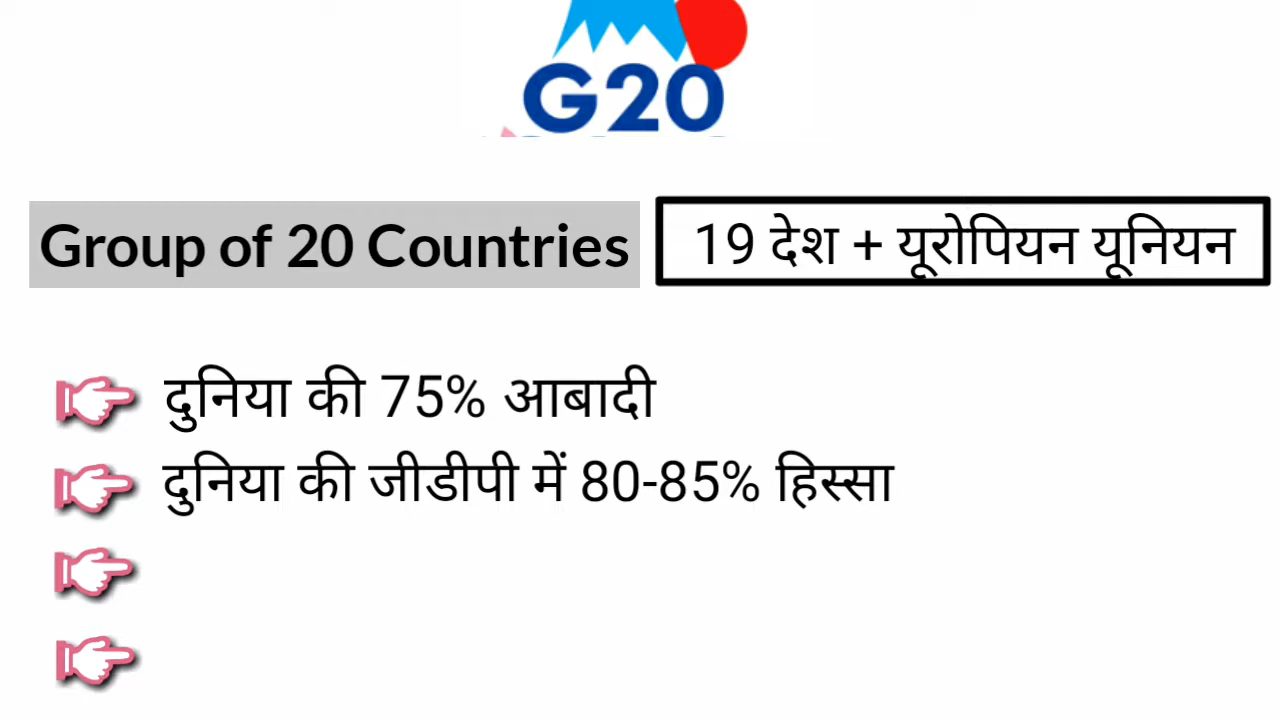 G20
Group of 20 Countries
19 देश + यूरोपियन यूनियन
दुनिया की 75% आबादी
दुनिया की जीडीपी में 80-85% हिस्सा